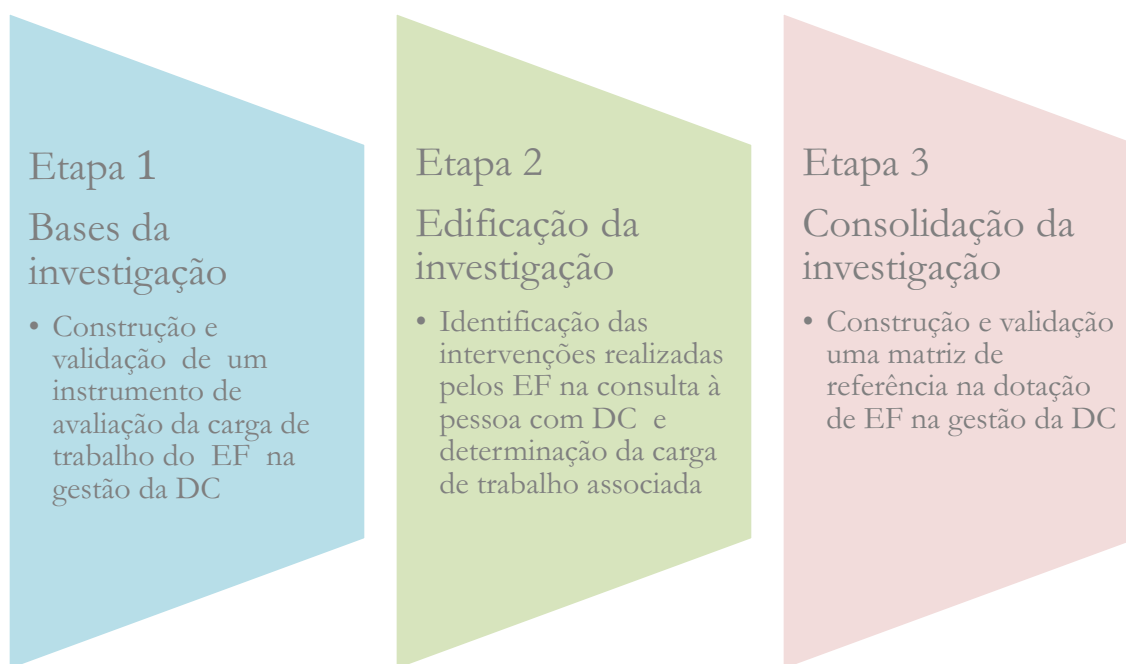 Etapa 1
Bases da
investigação
• Construção e
validação de um
instrumento de
avaliação da carga de
trabalho do EF na
gestão da DC
Etapa 2
Edificação da
investigação
• Identificação das
intervenções realizadas
pelos EF na consulta à
pessoa com DC e
determinação da carga
de trabalho associada
Etapa 3
Consolidação da
investigação
• Construção e validação
uma matriz de
referência na dotação
de EF na gestão da DC